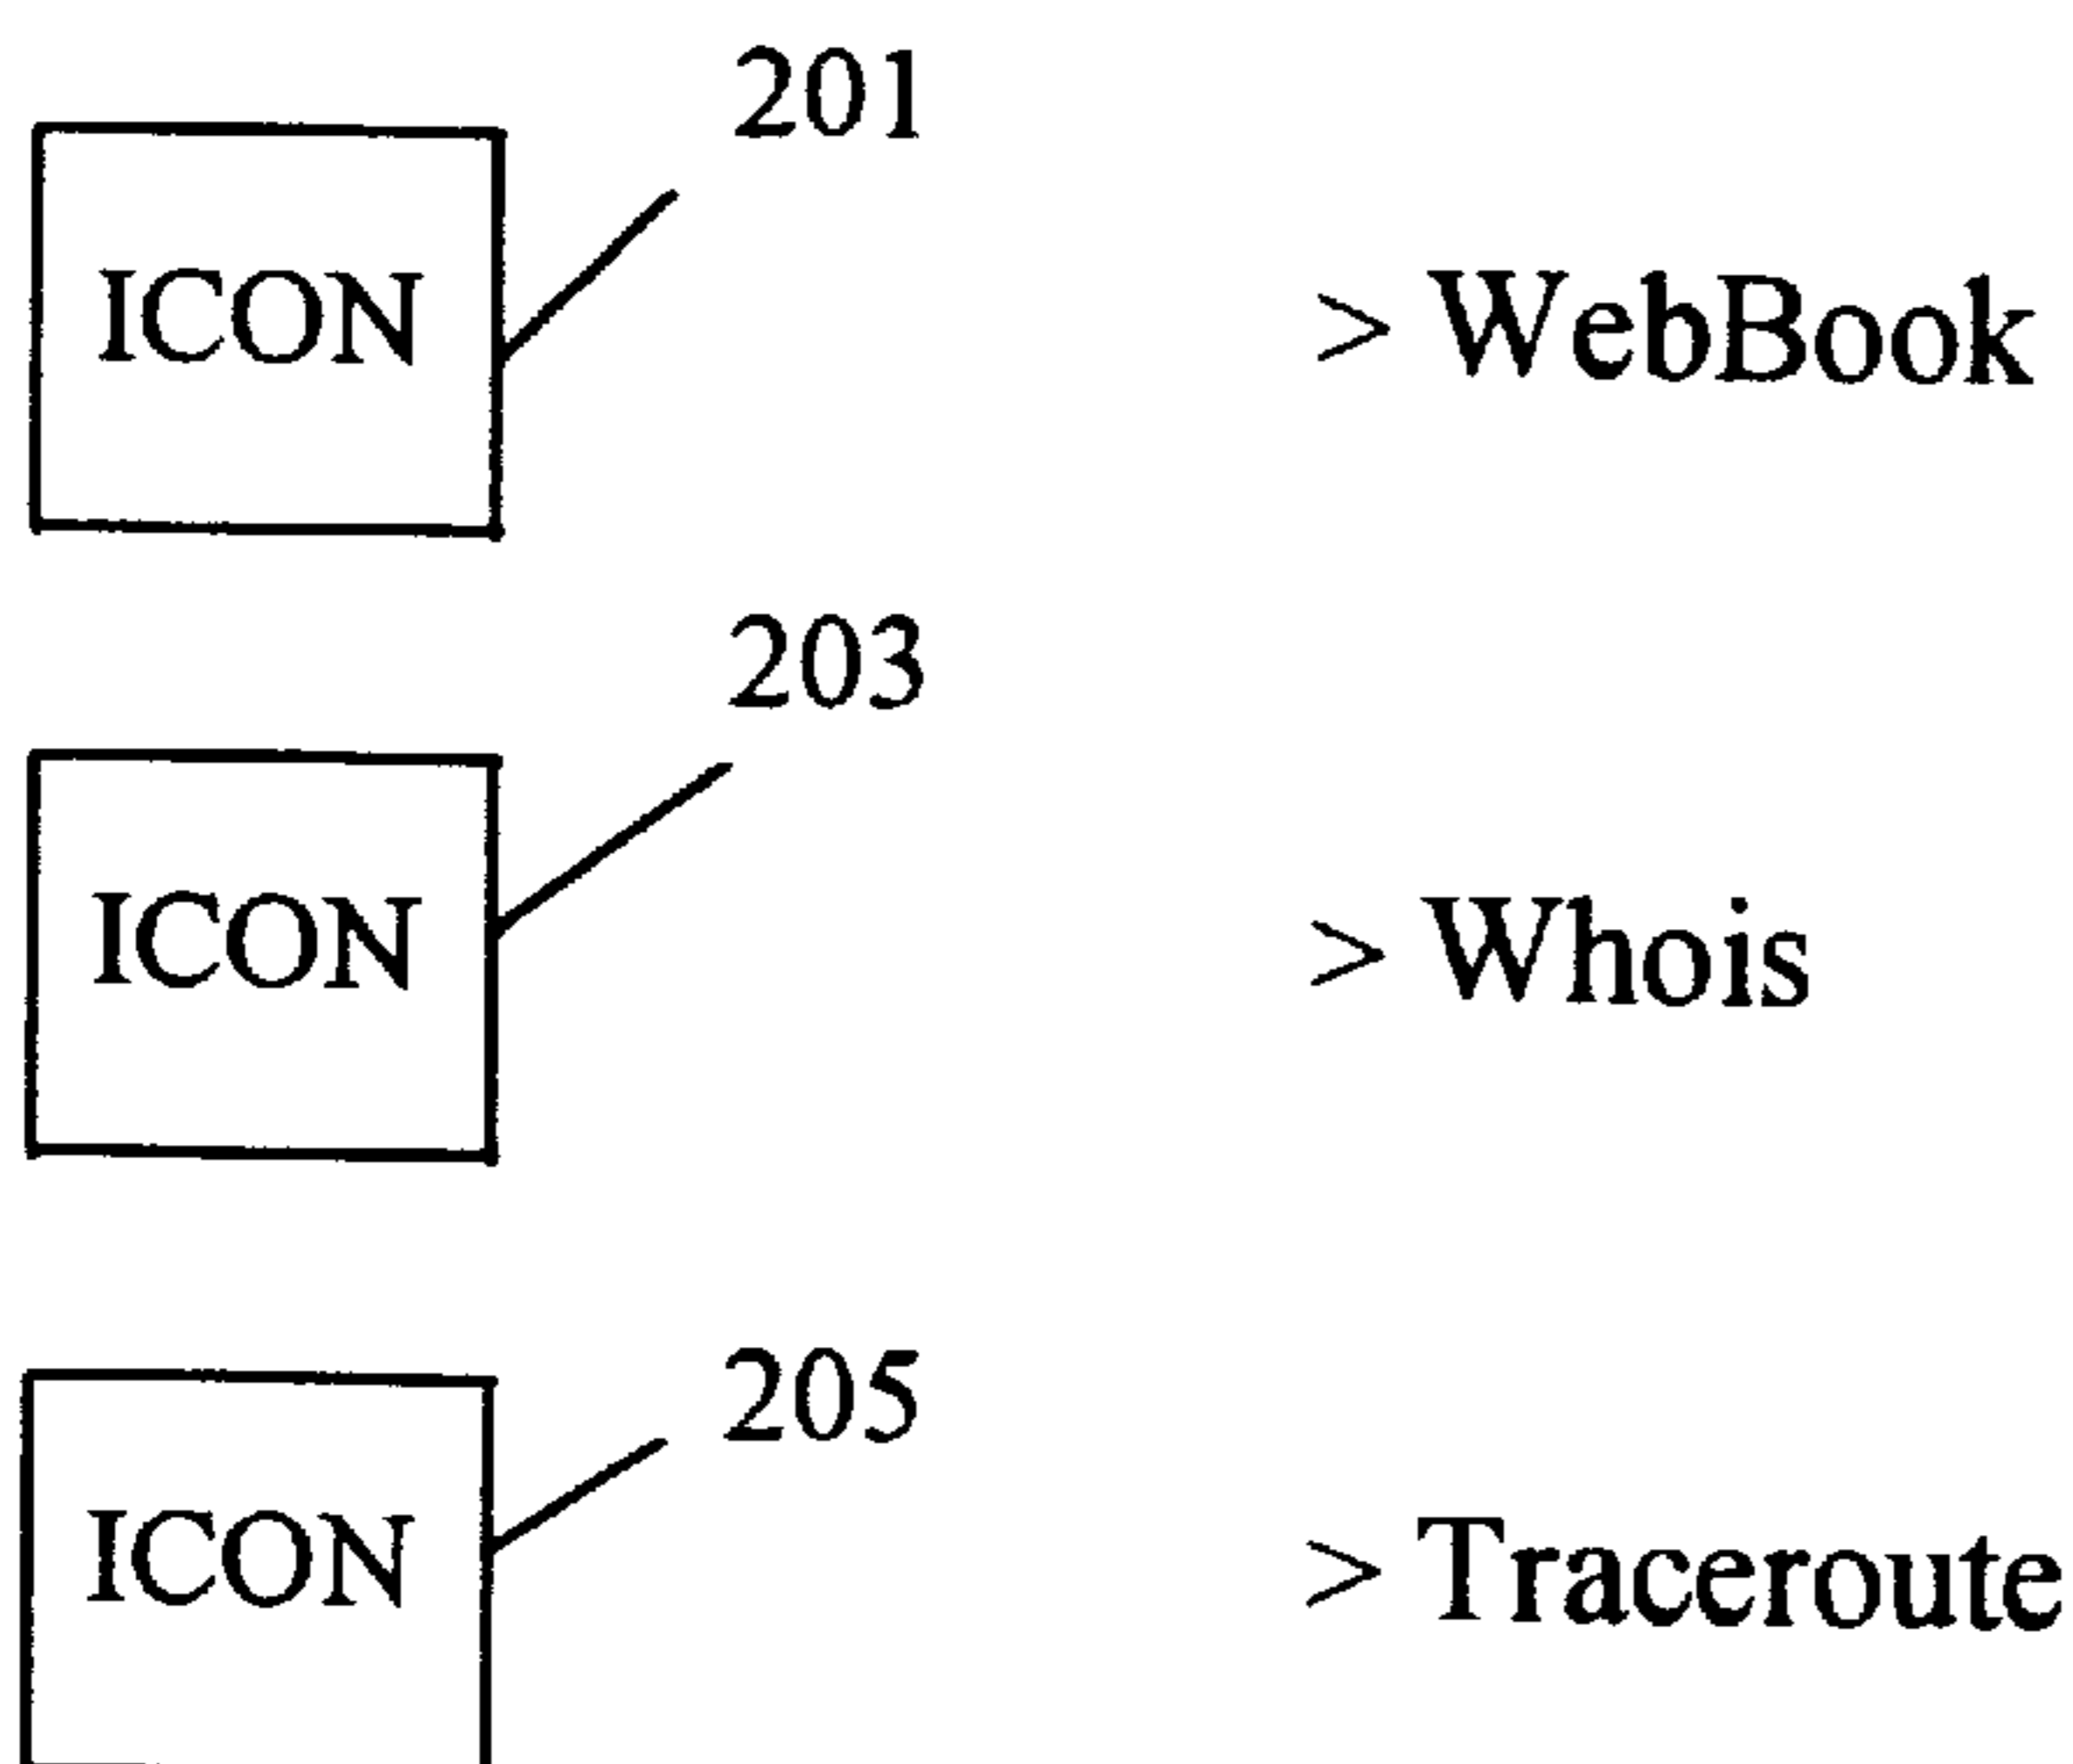 201
ICON
> WebBook
203
ICON
> Whois
205
ICON
> Traceroute